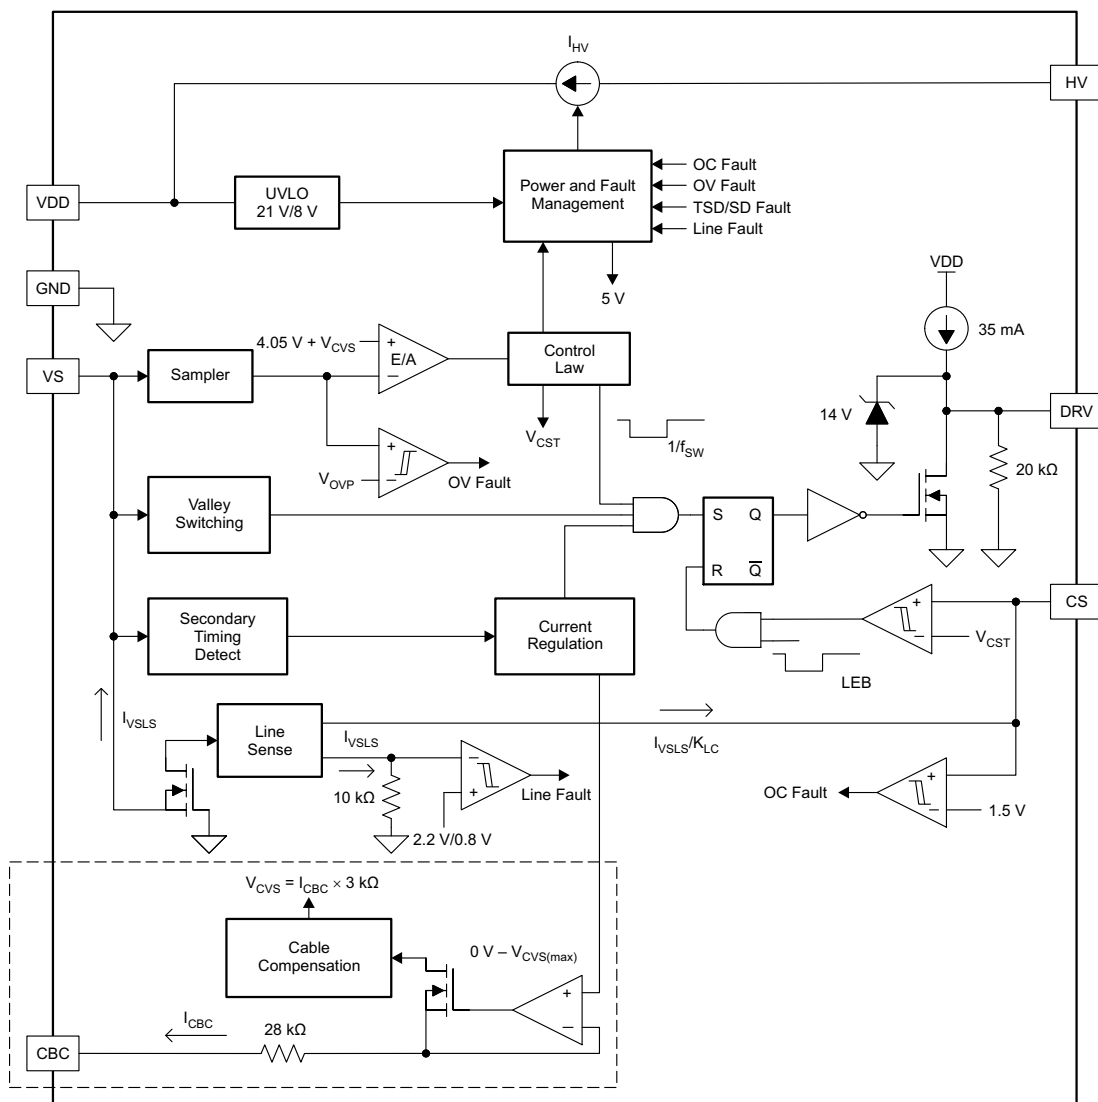 I_HV
HV
VDD
UVLO
21 V/8 V
Power and Fault
Management
OC Fault
OV Fault
TSD/SD Fault
Line Fault
5 V
GND
VDD
35 mA
VS
Sampler
4.05 V + V_CVS
+
E/A
−
Control
Law
V_CST
1/f_SW
14 V
DRV
20 kΩ
+
V_OVP
−
OV Fault
Valley
Switching
S
Q
R
Q̅
Secondary
Timing
Detect
Current
Regulation
+
−
V_CST
CS
LEB
I_VSLS
Line
Sense
I_VSLS
I_VSLS/K_LC
10 kΩ
−
+
Line Fault
2.2 V/0.8 V
OC Fault
+
−
1.5 V
V_CVS = I_CBC × 3 kΩ
Cable
Compensation
0 V – V_CVS(max)
+
−
I_CBC
28 kΩ
CBC